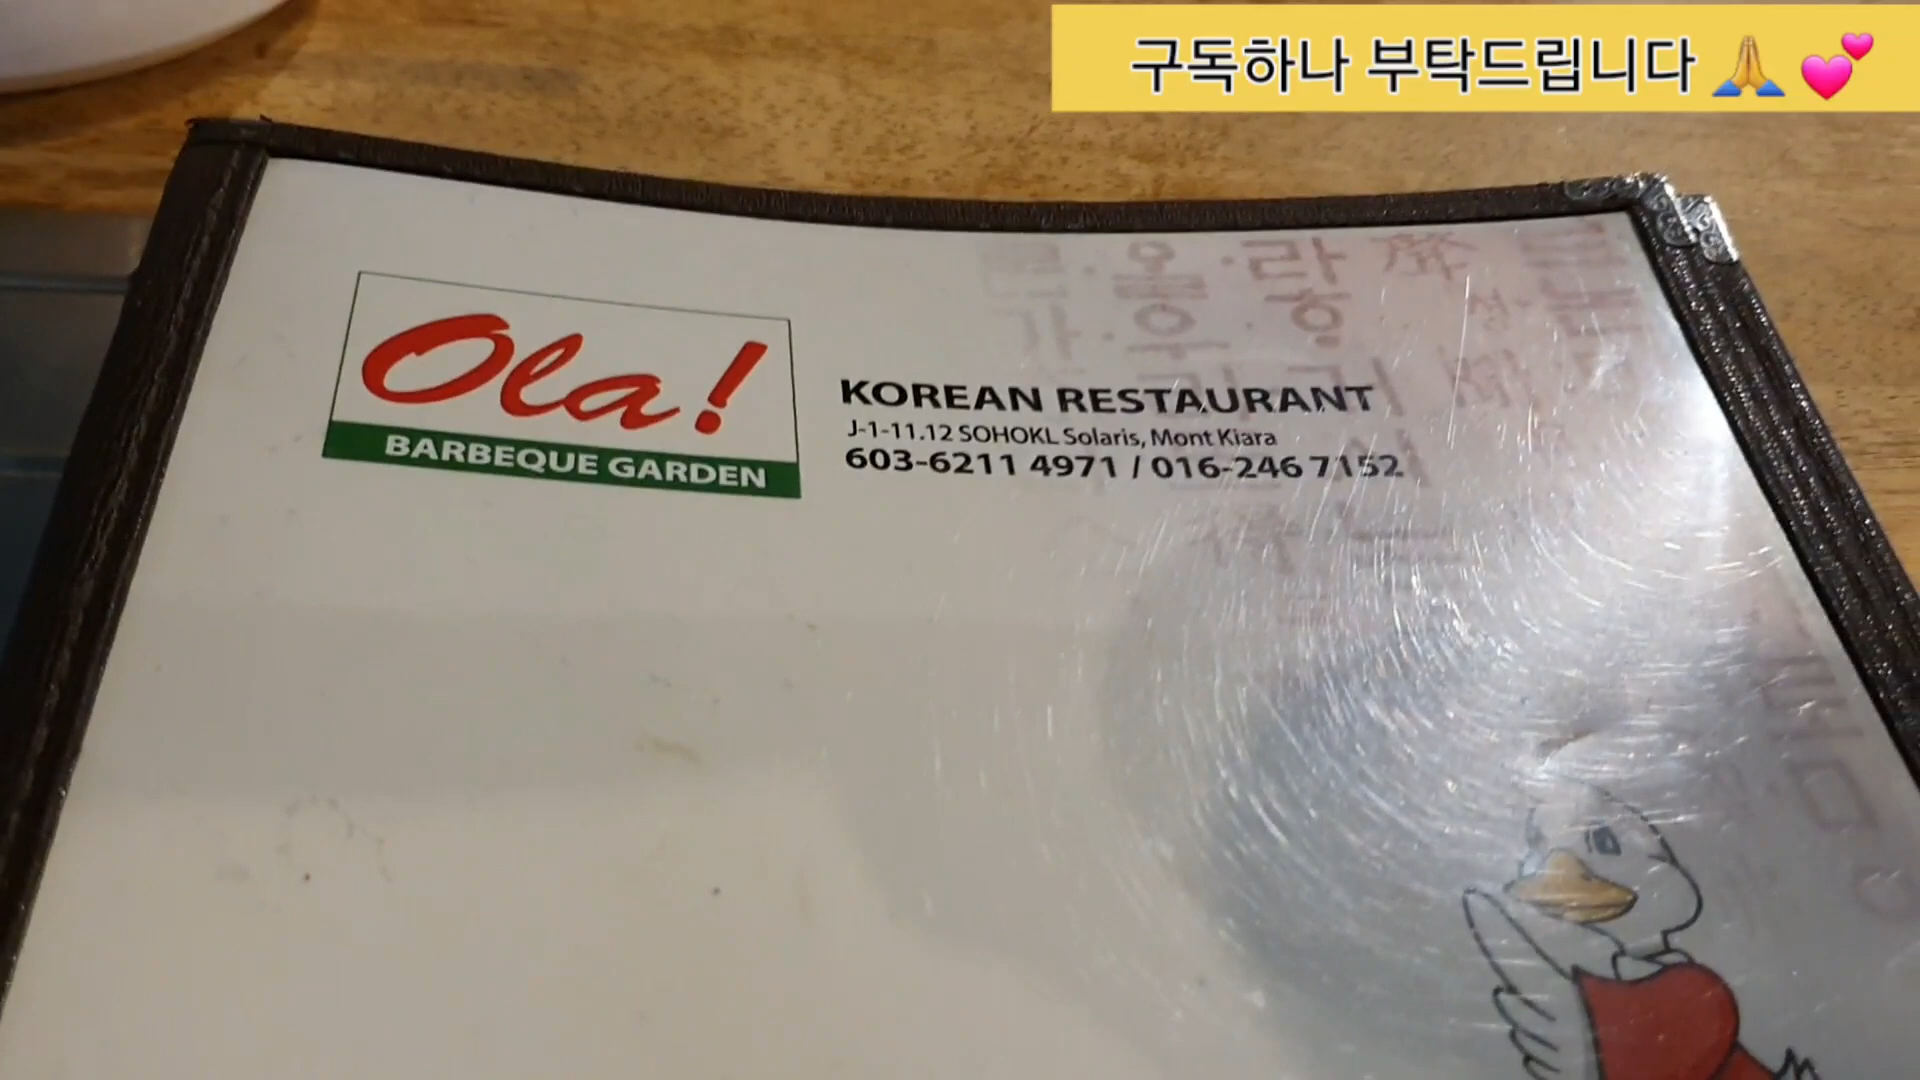 구독하나 부탁드립니다 🙏 💕
Ola!
BARBEQUE GARDEN
KOREAN RESTAURANT
J-1-11.12 SOHOKL Solaris, Mont Kiara
603-6211 4971 / 016-246 7152